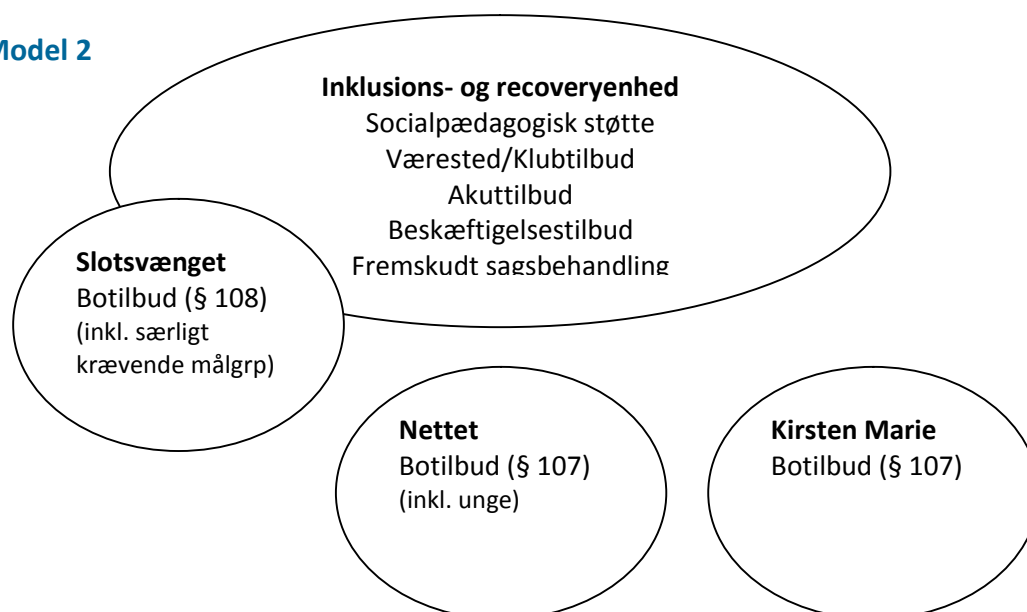 Model 2
Inklusions- og recoveryenhed
Socialpædagogisk støtte
Værested/Klubtilbud
Akuttilbud
Beskæftigelsestilbud
Fremskudt sagsbehandling
Slotsvænget
Botilbud (§ 108)
(inkl. særligt
krævende målgrp)
Nettet
Botilbud (§ 107)
(inkl. unge)
Kirsten Marie
Botilbud (§ 107)